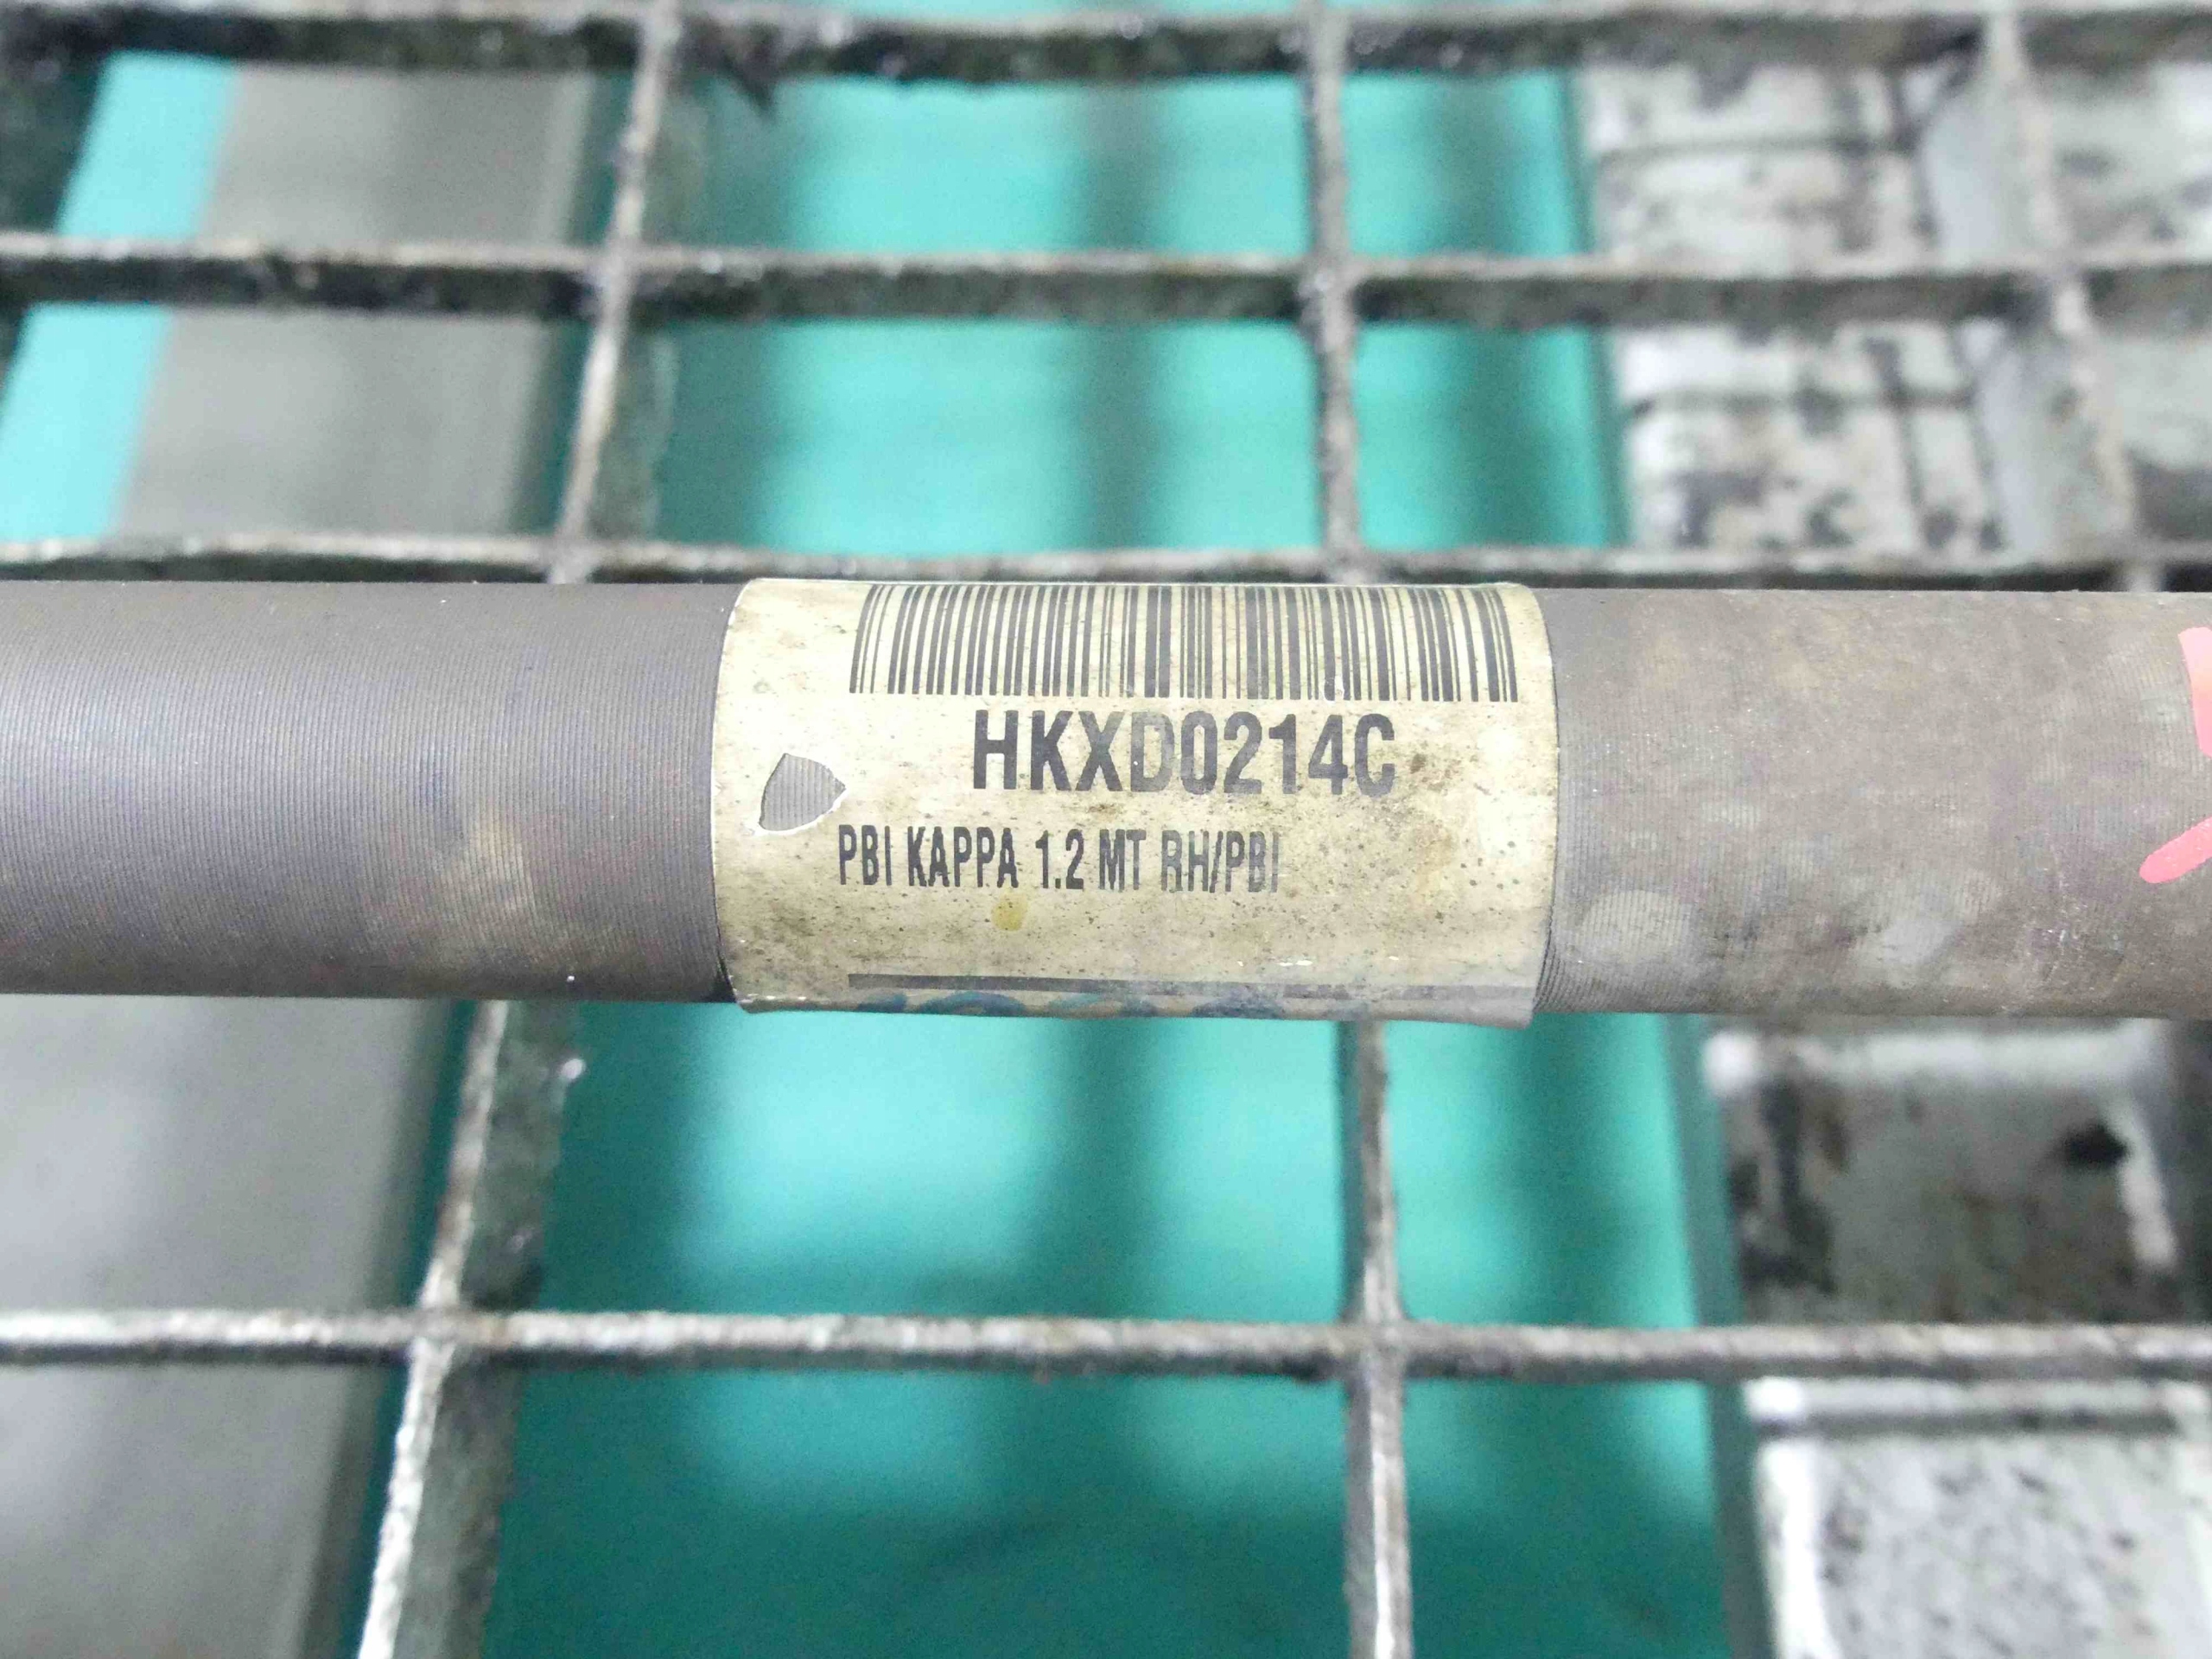 HKXD0214C
PBI KAPPA 1.2 MT RH/PBI